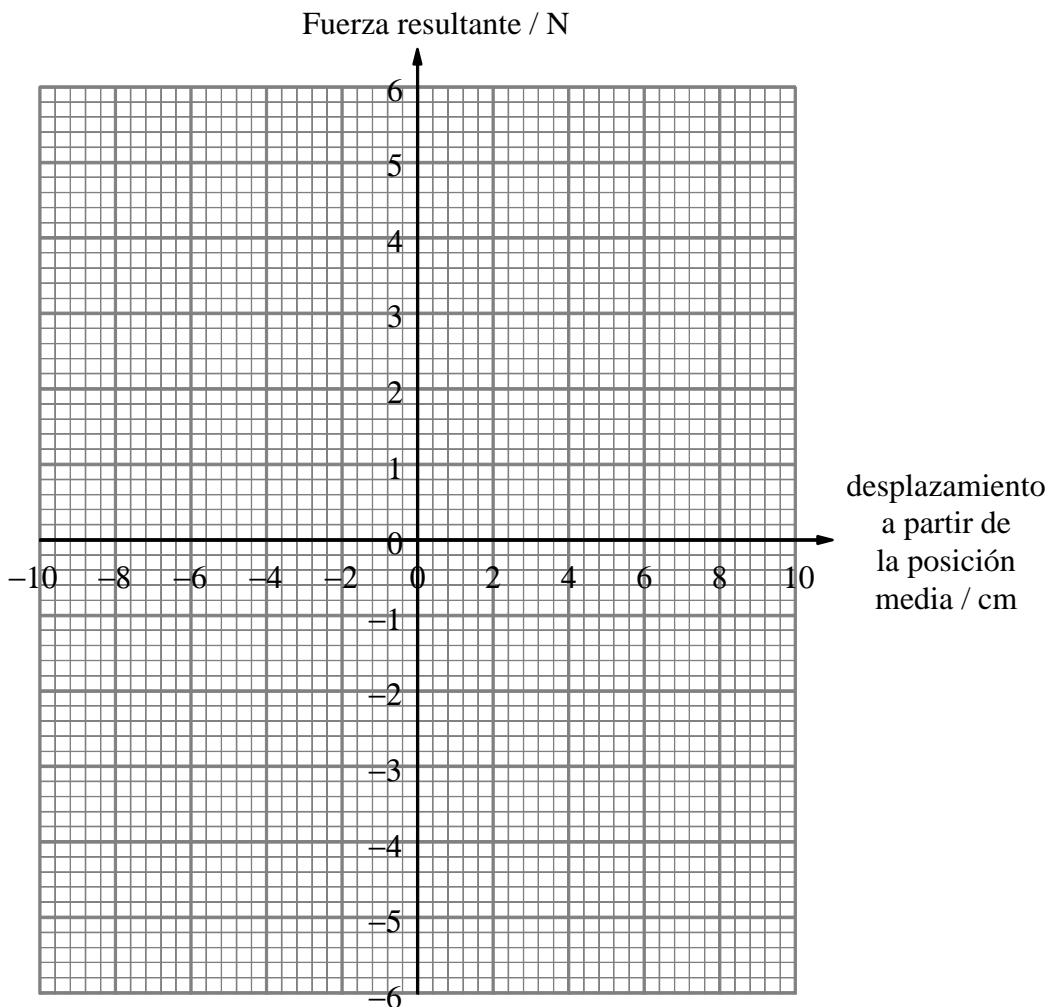 Fuerza resultante / N
6
5
4
3
2
1
0
–10 –8 –6 –4 –2 0 2 4 6 8 10
desplazamiento
a partir de
la posición
media / cm
–1
–2
–3
–4
–5
–6